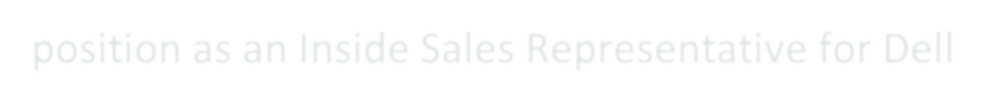 position as an Inside Sales Representative for Dell